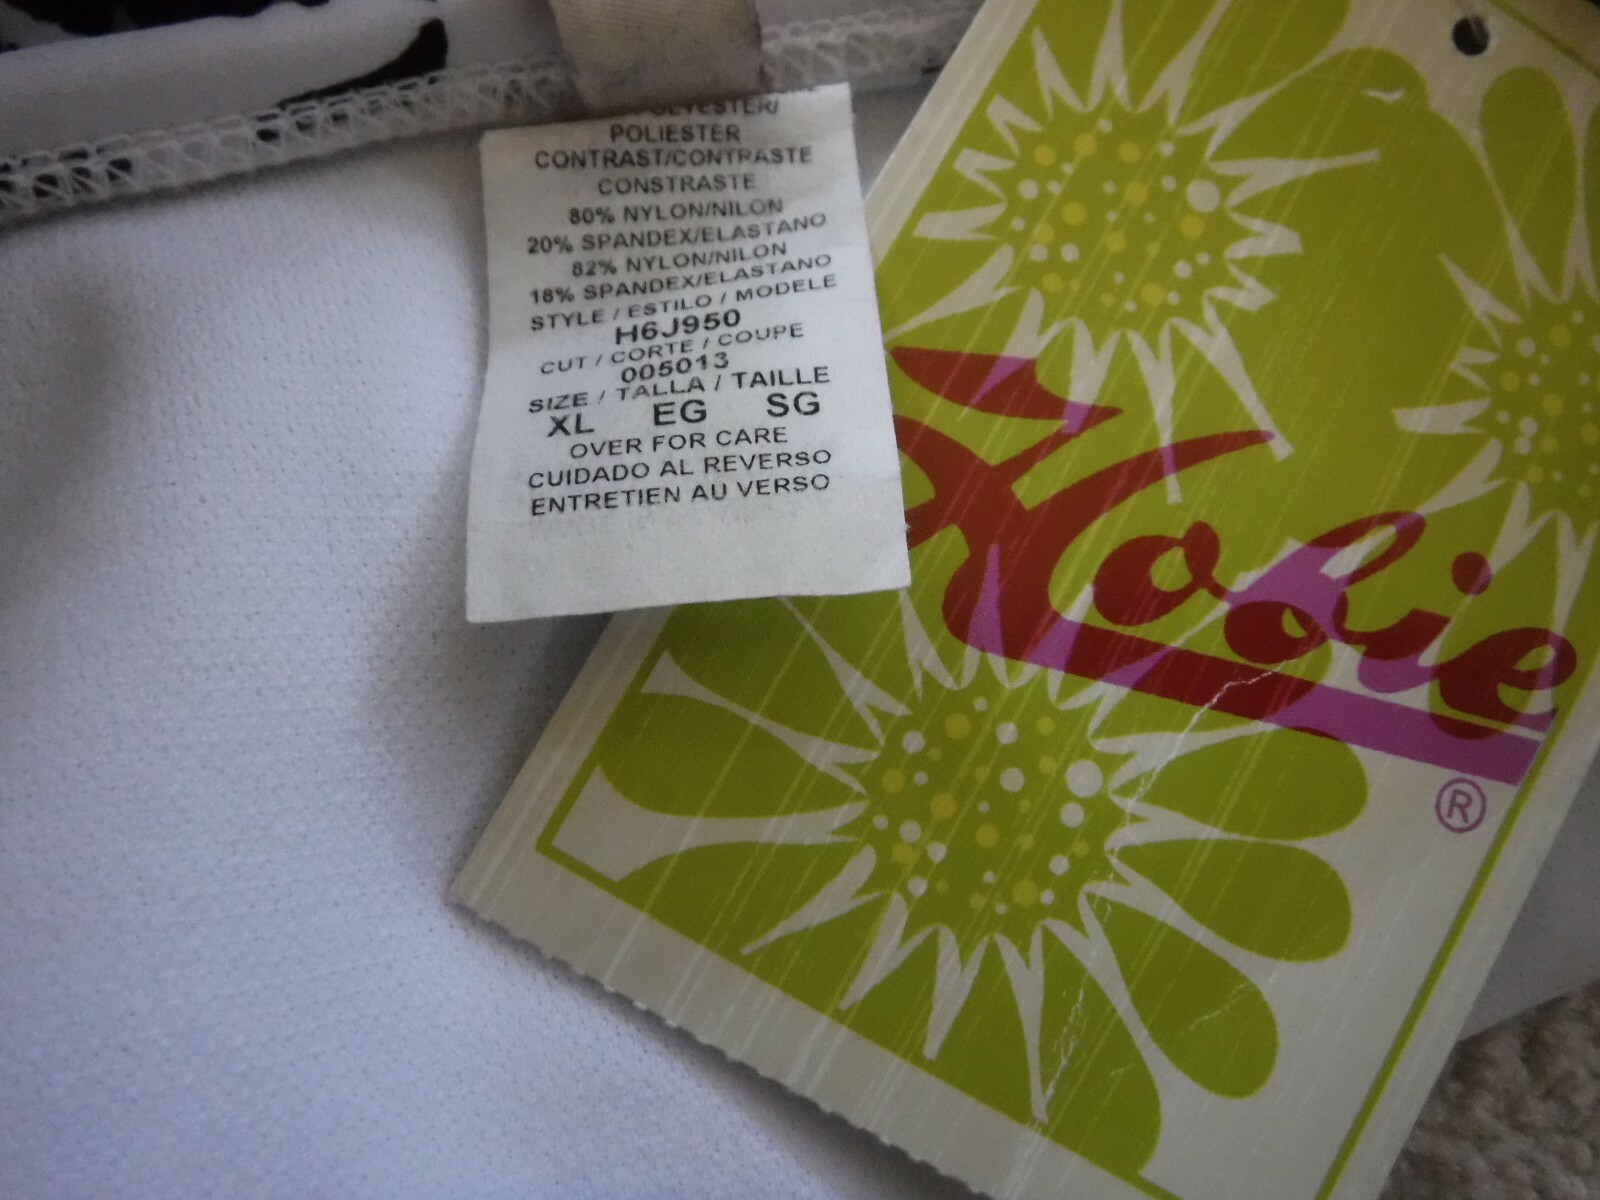 POLYESTER/
POLIESTER
CONTRAST/CONTRASTE
CONSTRASTE
80% NYLON/NILON
20% SPANDEX/ELASTANO
82% NYLON/NILON
18% SPANDEX/ELASTANO
STYLE / ESTILO / MODELE
H6J950
CUT / CORTE / COUPE
005013
SIZE / TALLA / TAILLE
XL EG SG
OVER FOR CARE
CUIDADO AL REVERSO
ENTRETIEN AU VERSO
Hobie
®